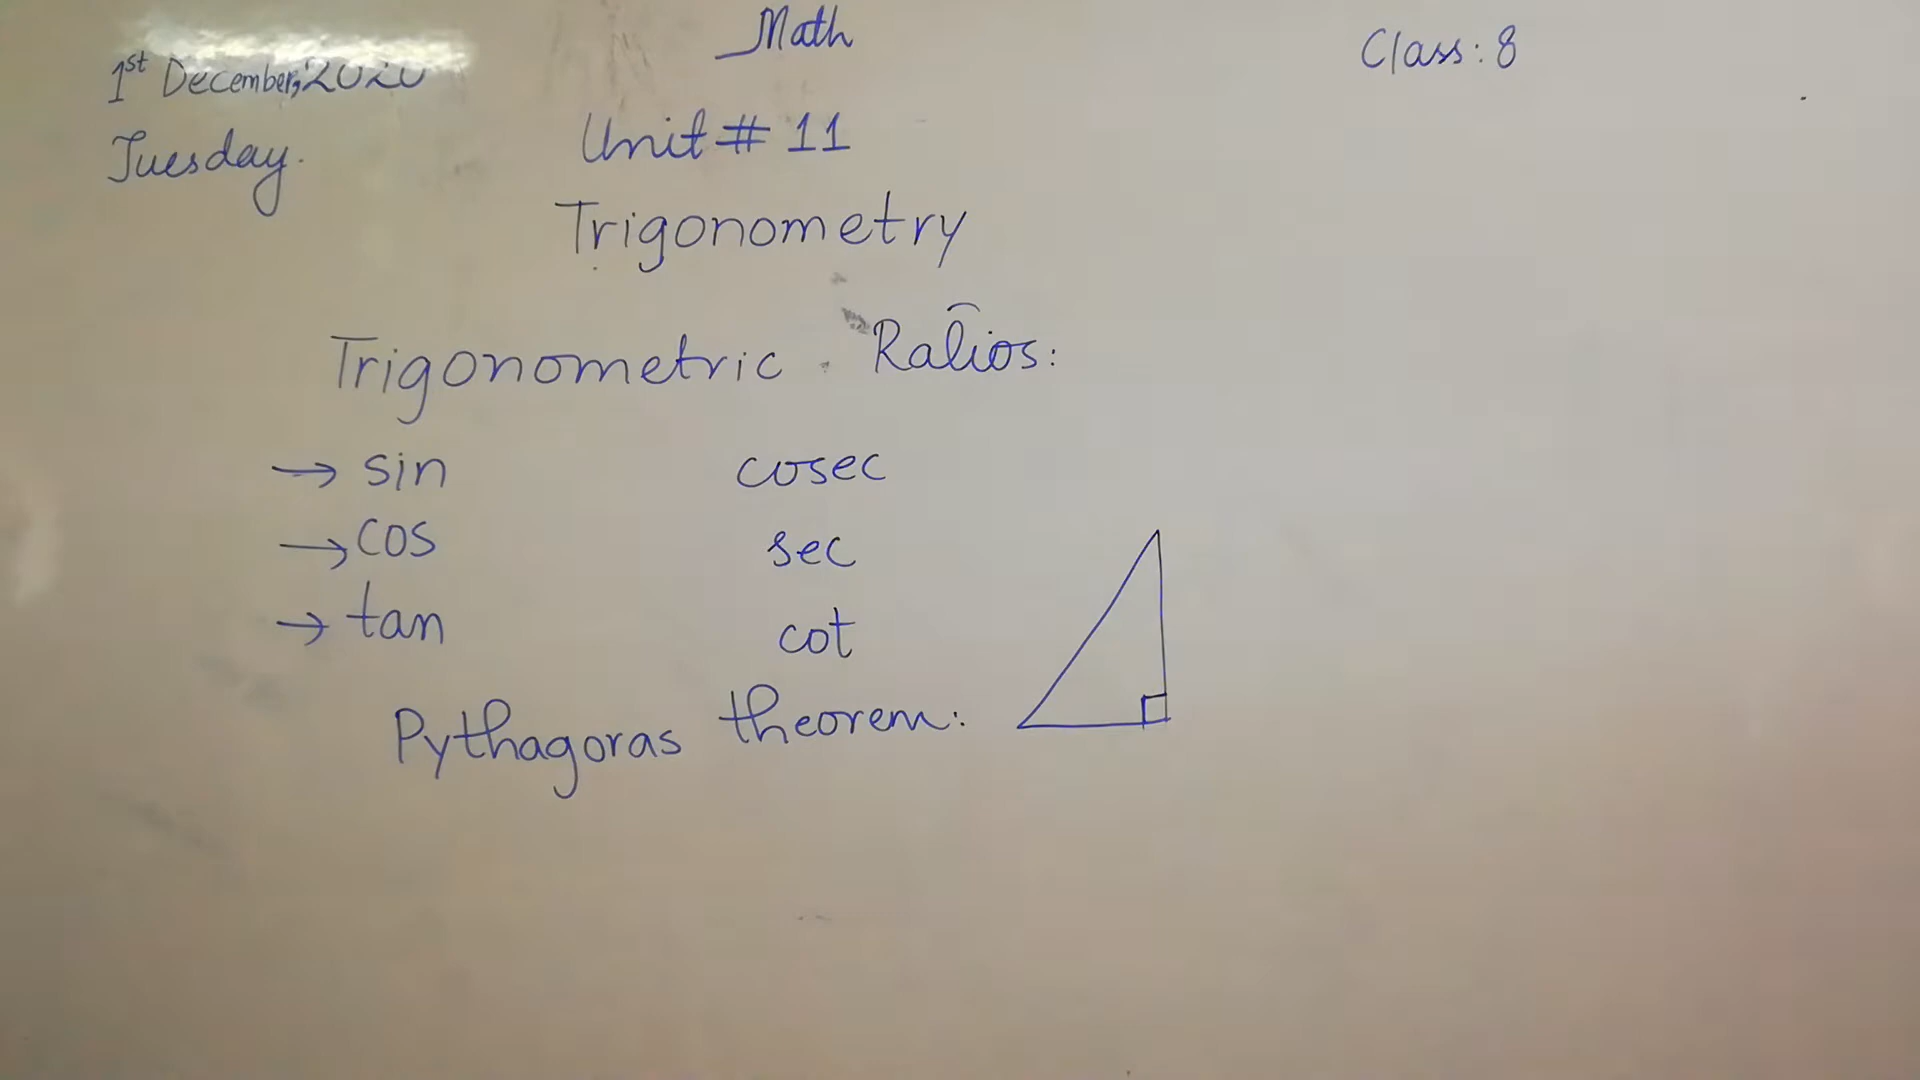 Math
Class: 8
1st December, 2020
Tuesday.
Unit # 11
Trigonometry
Trigonometric Ratios:
→ sin cosec
→ cos sec
→ tan cot
Pythagoras theorem: